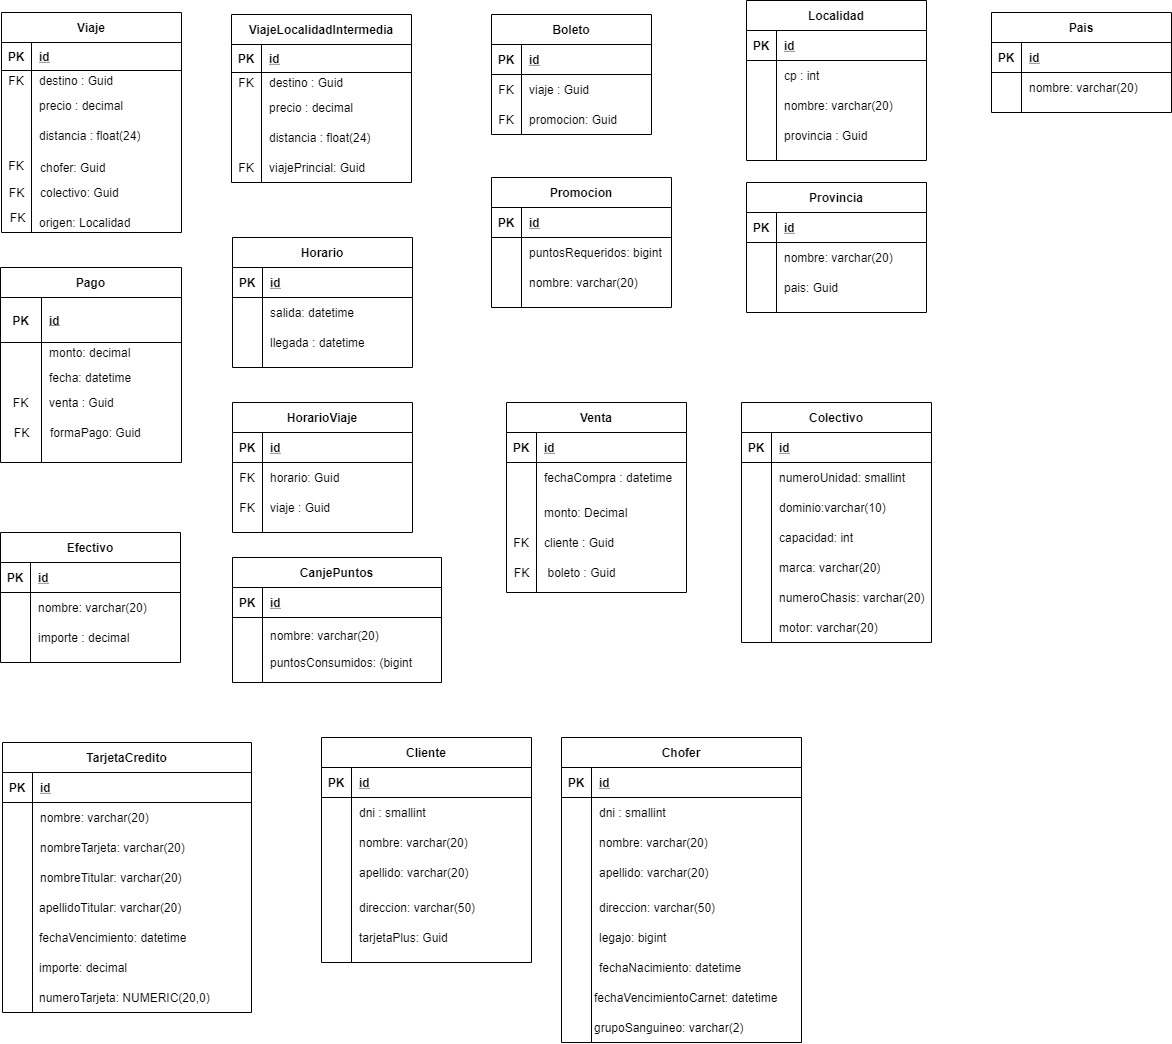 Viaje
PK id
FK destino : Guid
precio : decimal
distancia : float(24)
FK chofer: Guid
FK colectivo: Guid
FK origen: Localidad
ViajeLocalidadIntermedia
PK id
FK destino : Guid
precio : decimal
distancia : float(24)
FK viajePrincial: Guid
Boleto
PK id
FK viaje : Guid
FK promocion: Guid
Localidad
PK id
cp : int
nombre: varchar(20)
provincia : Guid
Pais
PK id
nombre: varchar(20)
Promocion
PK id
puntosRequeridos: bigint
nombre: varchar(20)
Provincia
PK id
nombre: varchar(20)
pais: Guid
Pago
PK id
monto: decimal
fecha: datetime
FK venta : Guid
FK formaPago: Guid
Horario
PK id
salida: datetime
llegada : datetime
HorarioViaje
PK id
FK horario: Guid
FK viaje : Guid
Venta
PK id
fechaCompra : datetime
monto: Decimal
FK cliente : Guid
FK boleto : Guid
Colectivo
PK id
numeroUnidad: smallint
dominio:varchar(10)
capacidad: int
marca: varchar(20)
numeroChasis: varchar(20)
motor: varchar(20)
Efectivo
PK id
nombre: varchar(20)
importe : decimal
CanjePuntos
PK id
nombre: varchar(20)
puntosConsumidos: (bigint
TarjetaCredito
PK id
nombre: varchar(20)
nombreTarjeta: varchar(20)
nombreTitular: varchar(20)
apellidoTitular: varchar(20)
fechaVencimiento: datetime
importe: decimal
numeroTarjeta: NUMERIC(20,0)
Cliente
PK id
dni : smallint
nombre: varchar(20)
apellido: varchar(20)
direccion: varchar(50)
tarjetaPlus: Guid
Chofer
PK id
dni : smallint
nombre: varchar(20)
apellido: varchar(20)
direccion: varchar(50)
legajo: bigint
fechaNacimiento: datetime
fechaVencimientoCarnet: datetime
grupoSanguineo: varchar(2)